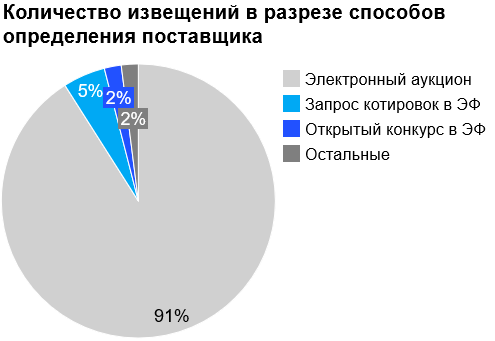 Количество извещений в разрезе способов
определения поставщика
5%
2%
2%
91%
Электронный аукцион
Запрос котировок в ЭФ
Открытый конкурс в ЭФ
Остальные